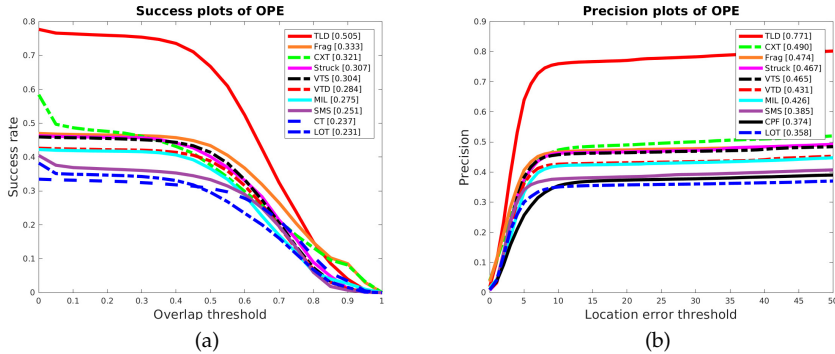 Success plots of OPE
Success rate
0.8
0.7
0.6
0.5
0.4
0.3
0.2
0.1
0
TLD [0.505]
Frag [0.333]
CXT [0.321]
Struck [0.307]
VTS [0.304]
VTD [0.284]
MIL [0.275]
SMS [0.251]
CT [0.237]
LOT [0.231]
0 0.1 0.2 0.3 0.4 0.5 0.6 0.7 0.8 0.9 1
Overlap threshold
(a)
Precision plots of OPE
Precision
0.9
0.8
0.7
0.6
0.5
0.4
0.3
0.2
0.1
0
TLD [0.771]
CXT [0.490]
Frag [0.474]
Struck [0.467]
VTS [0.465]
VTD [0.431]
MIL [0.426]
SMS [0.385]
CPF [0.374]
LOT [0.358]
0 5 10 15 20 25 30 35 40 45 50
Location error threshold
(b)